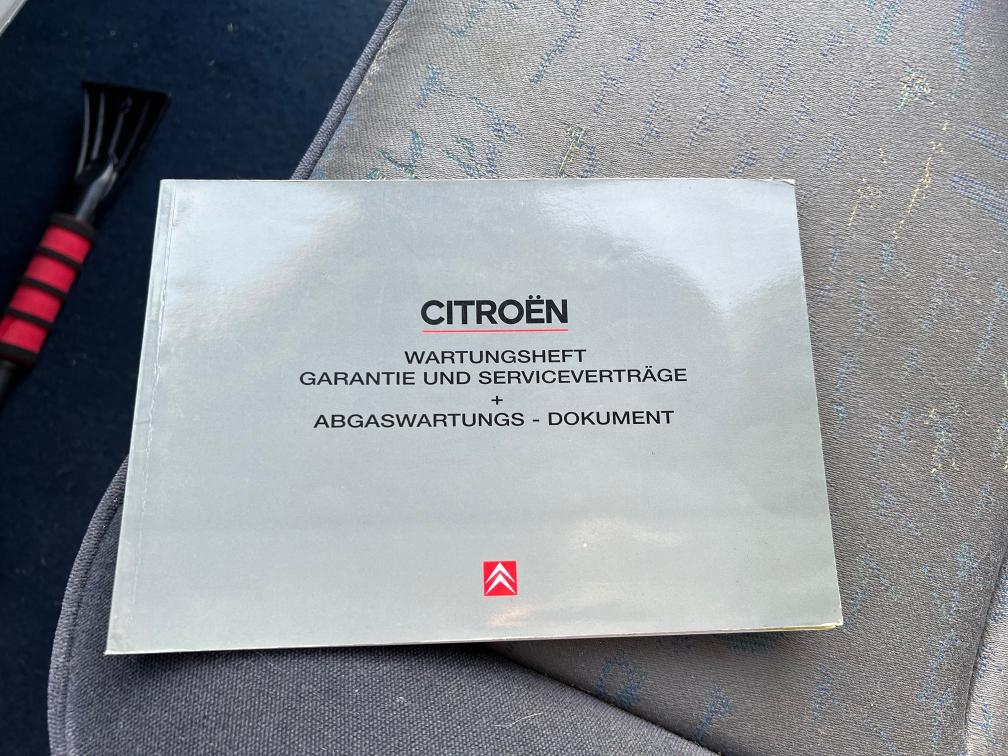 CITROËN
WARTUNGSHEFT
GARANTIE UND SERVICEVERTRÄGE
+
ABGASWARTUNGS - DOKUMENT